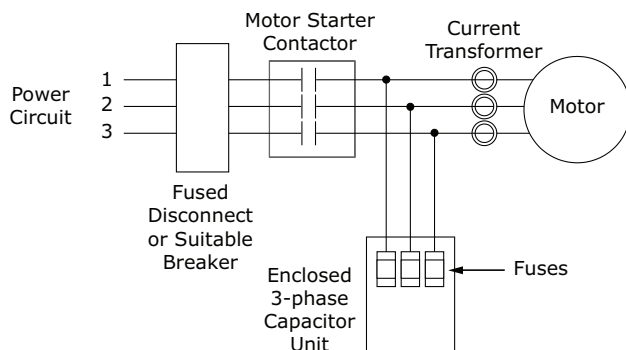 Motor Starter
Contactor
Current
Transformer
Power
Circuit
1
2
3
Motor
Fused
Disconnect
or Suitable
Breaker
Enclosed
3-phase
Capacitor
Unit
Fuses